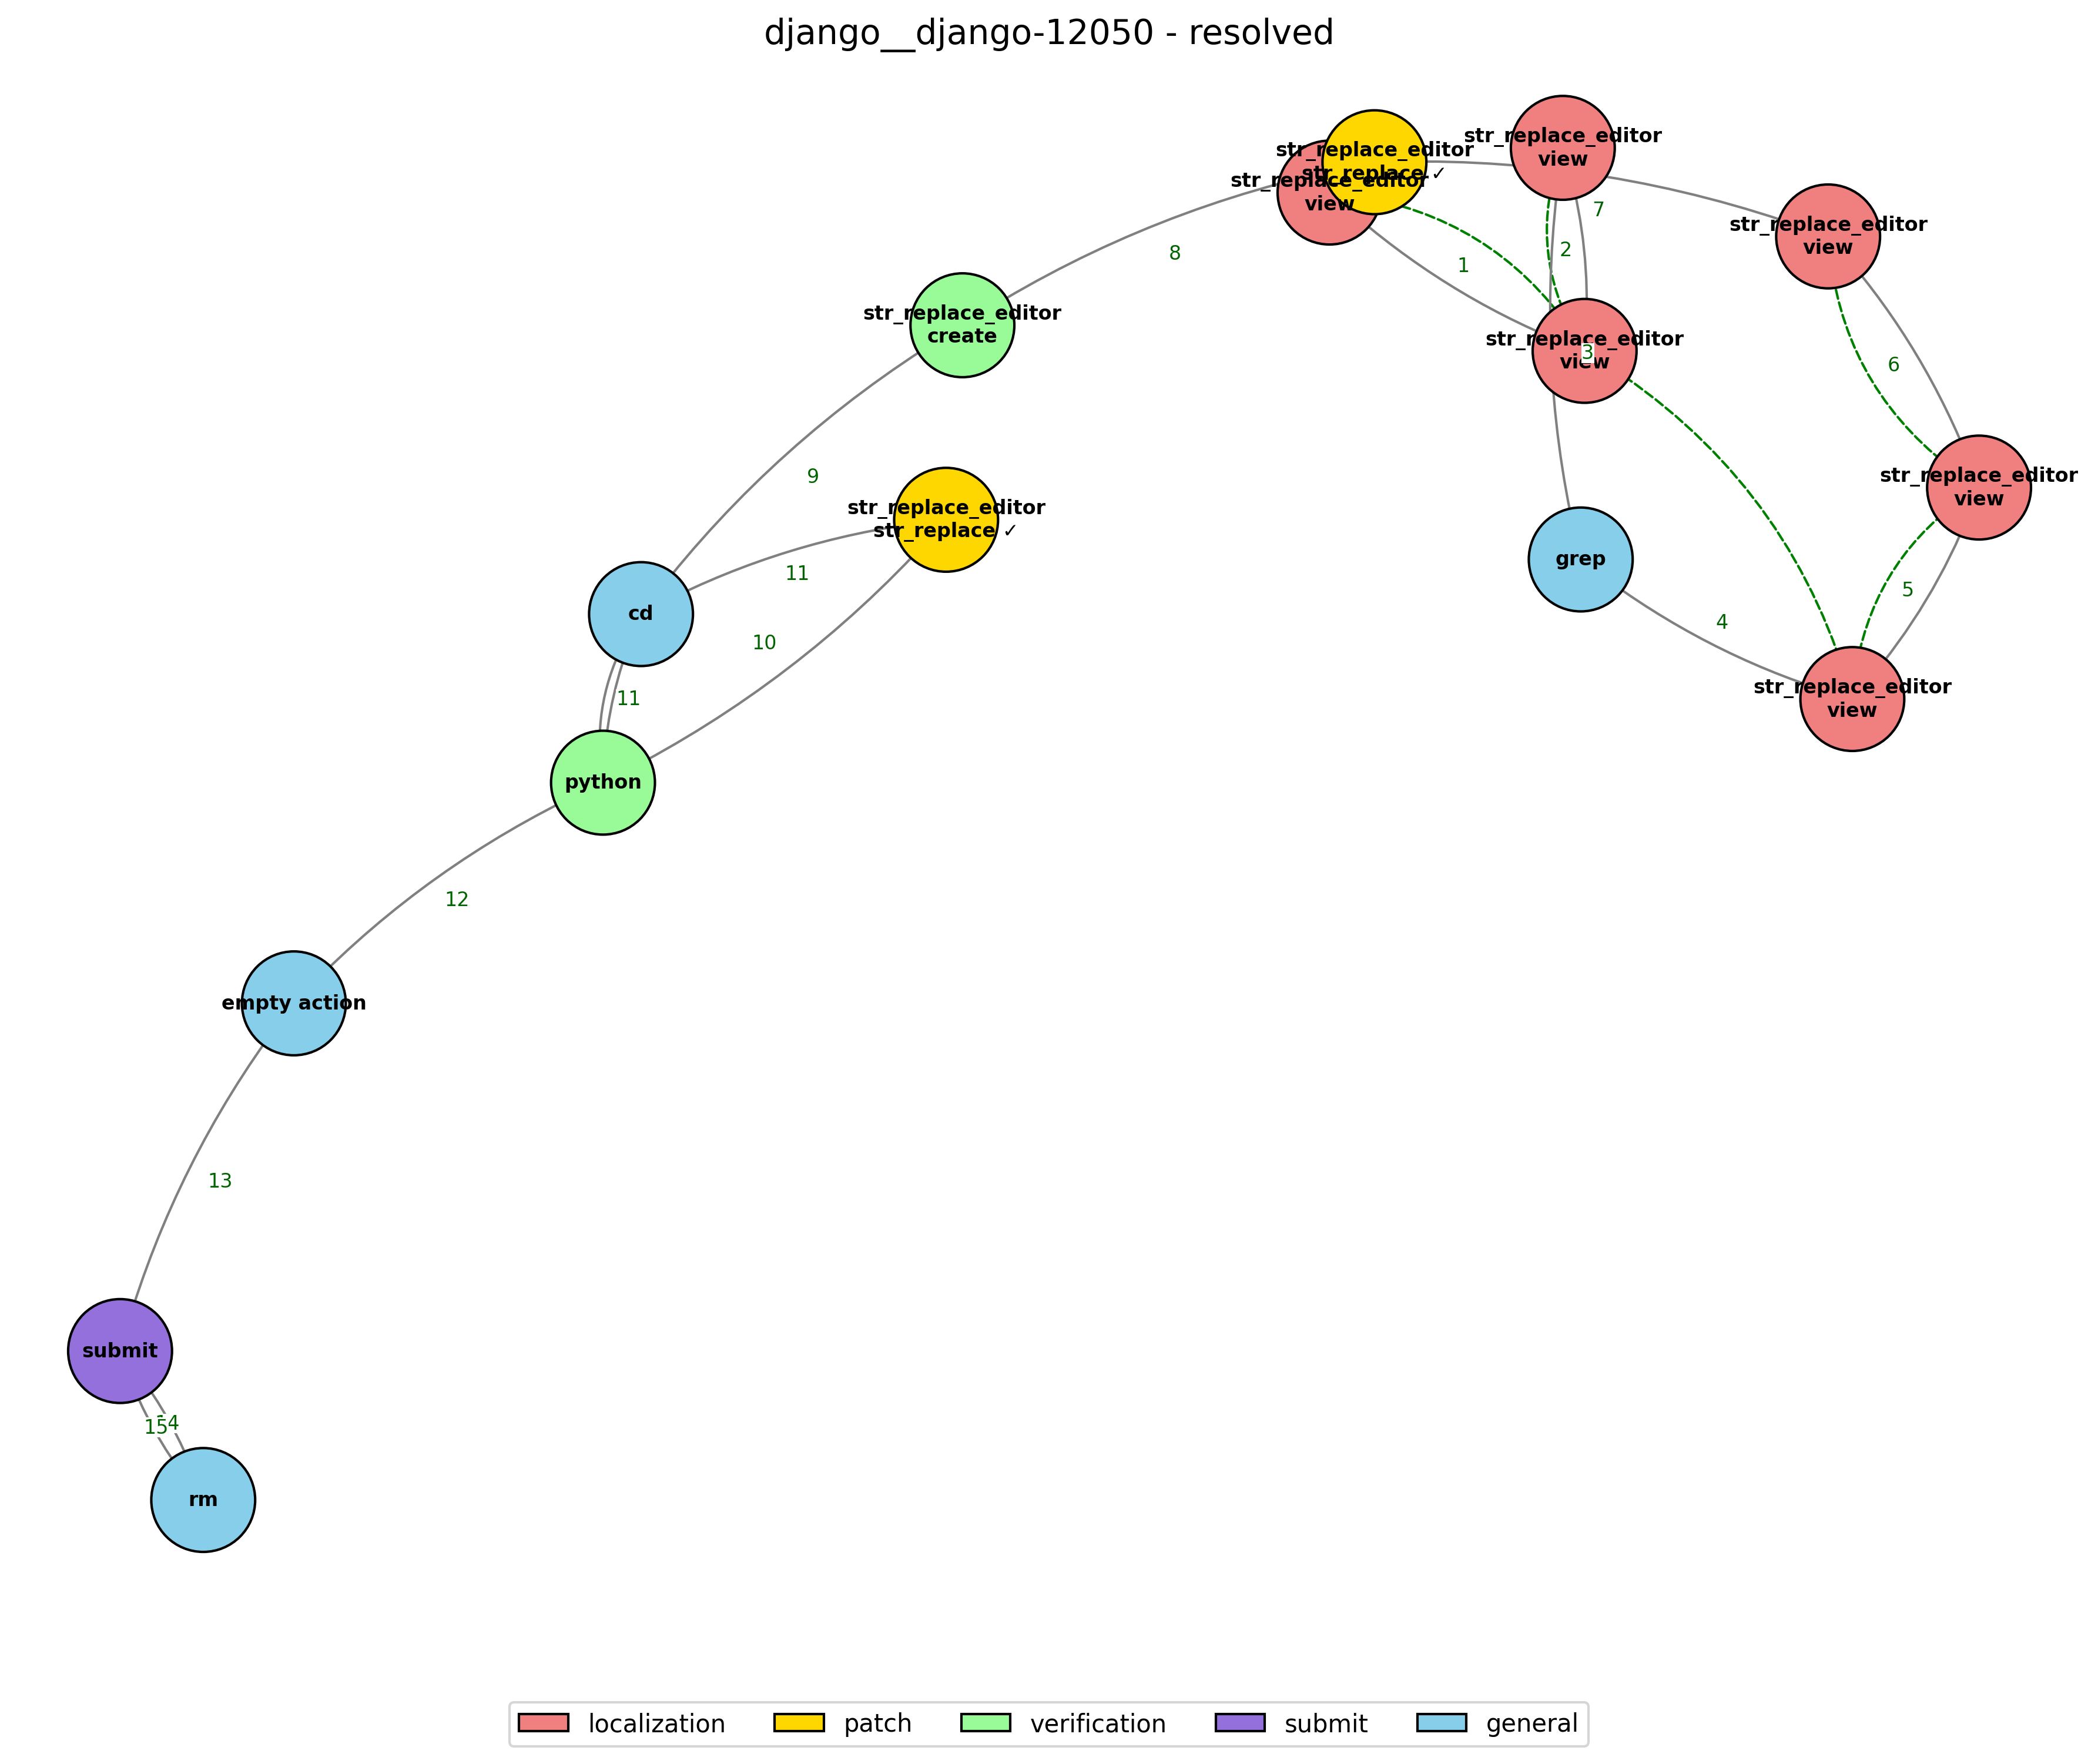 django__django-12050 - resolved
str_replace_editor
view
str_replace_editor
str_replace ✓
str_replace_editor
view
7
str_replace_editor
view
8
1
2
str_replace_editor
create
str_replace_editor
view
3
6
9
str_replace_editor
view
str_replace_editor
str_replace ✓
grep
11
5
cd
4
10
11
str_replace_editor
view
python
12
empty action
13
submit
14
15
rm
localization
patch
verification
submit
general